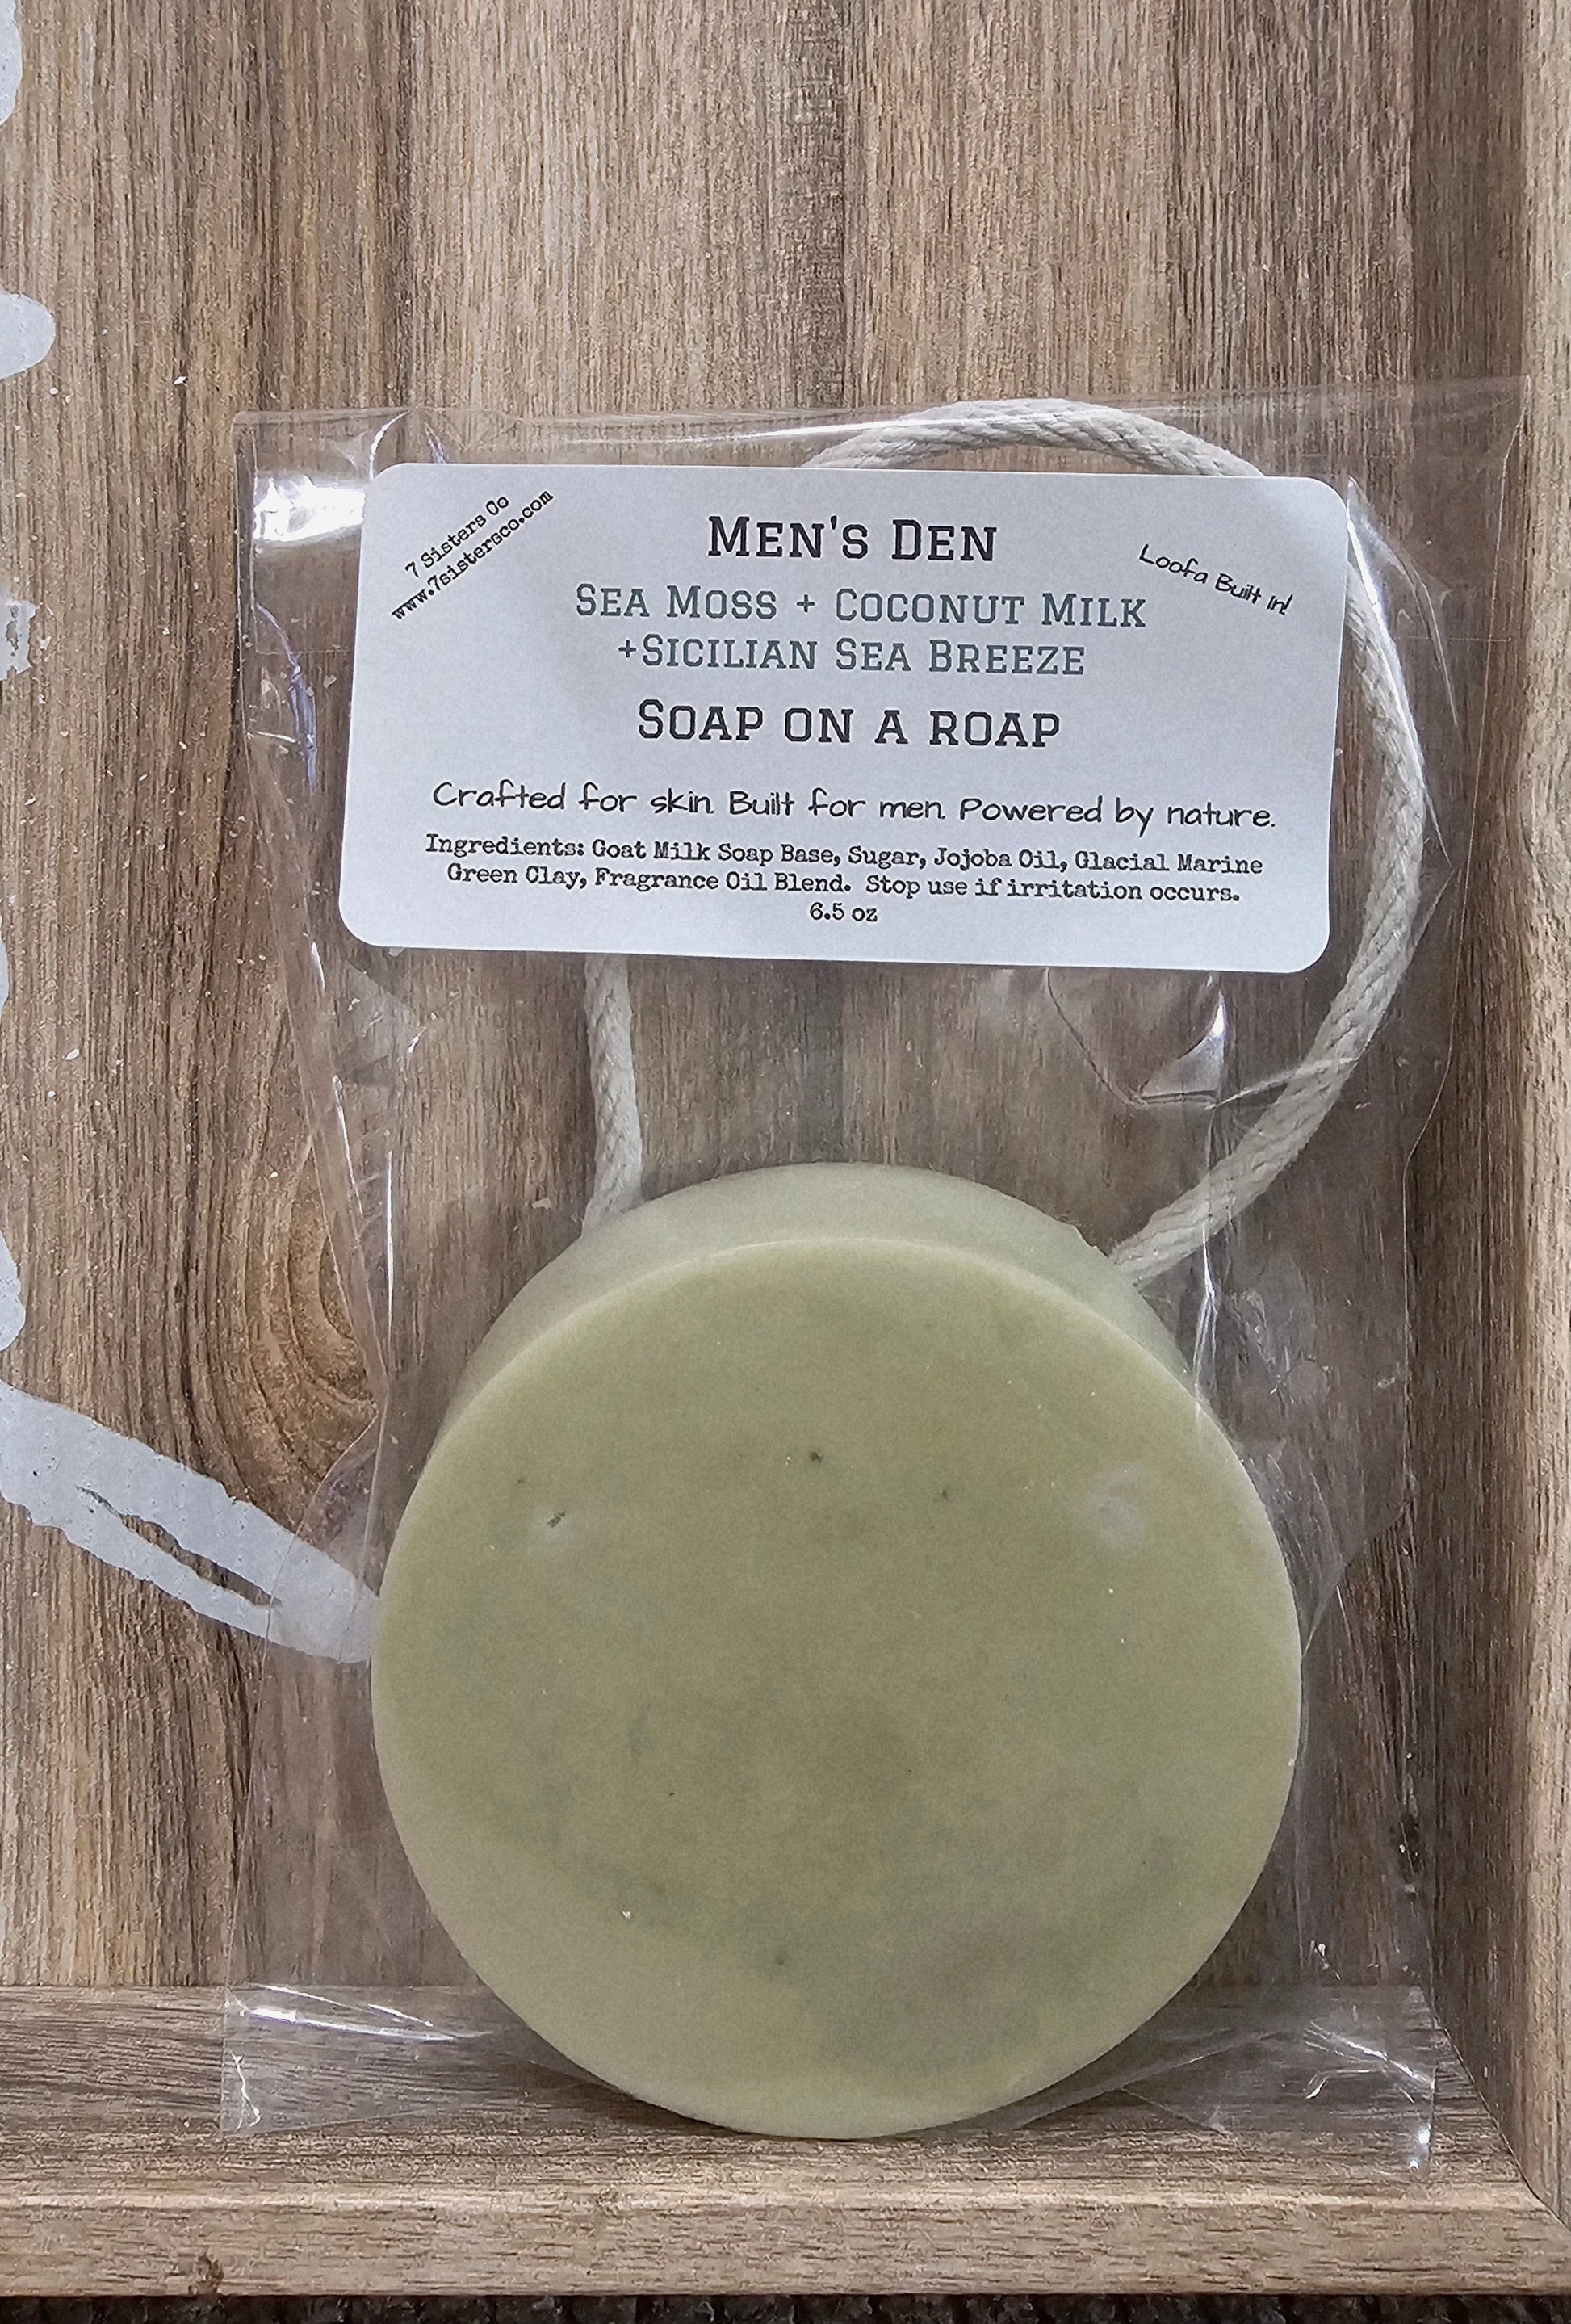 7 Sisters Co
www.7sistersco.com
Men's Den
Loofa Built in!
Sea Moss + Coconut Milk
+Sicilian Sea Breeze
Soap on a roap
Crafted for skin. Built for men. Powered by nature.
Ingredients: Goat Milk Soap Base, Sugar, Jojoba Oil, Glacial Marine
Green Clay, Fragrance Oil Blend. Stop use if irritation occurs.
6.5 oz